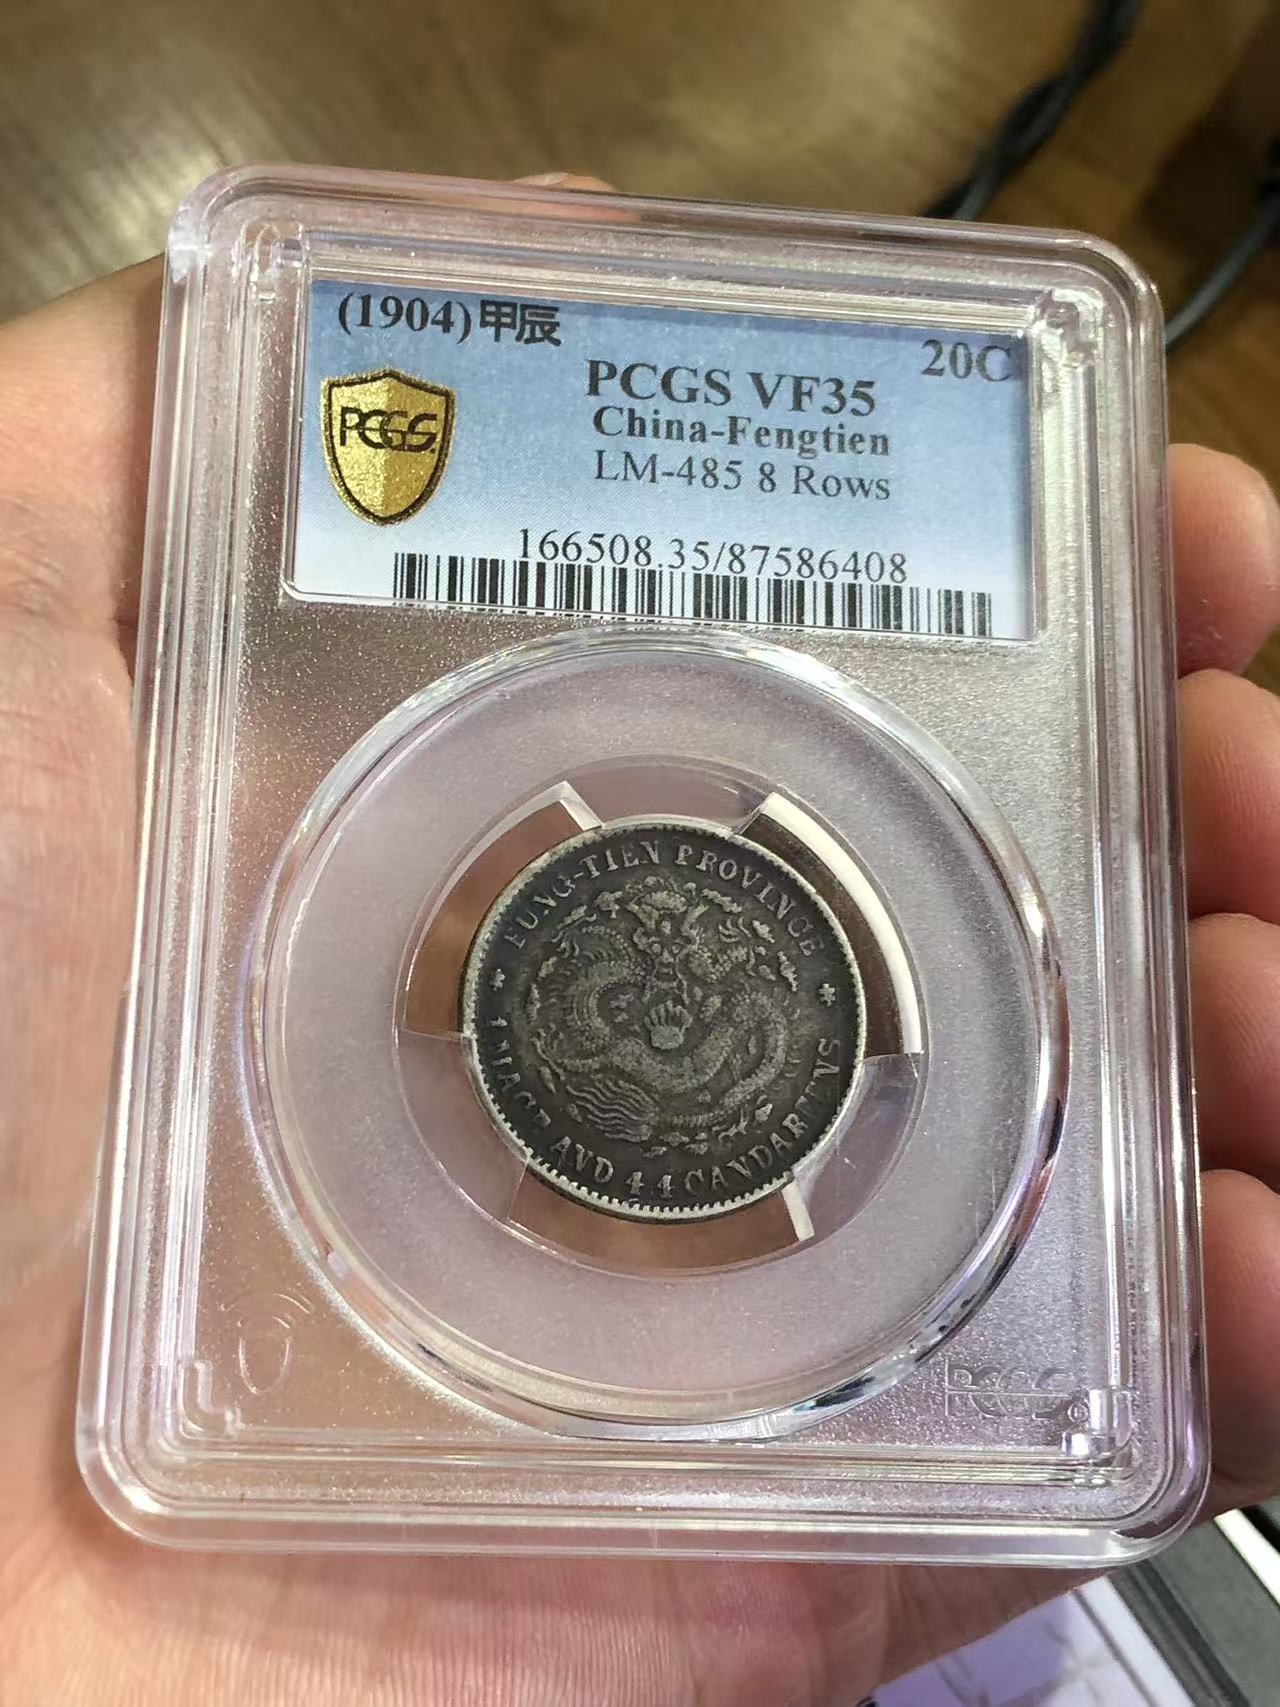 (1904)甲辰
20C
PCGS VF35
PCGS
China-Fengtien
LM-485 8 Rows
166508.35/87586408
FUNG-TIEN PROVINCE
1 MACE AND 4.4 CANDAREENS
PCGS